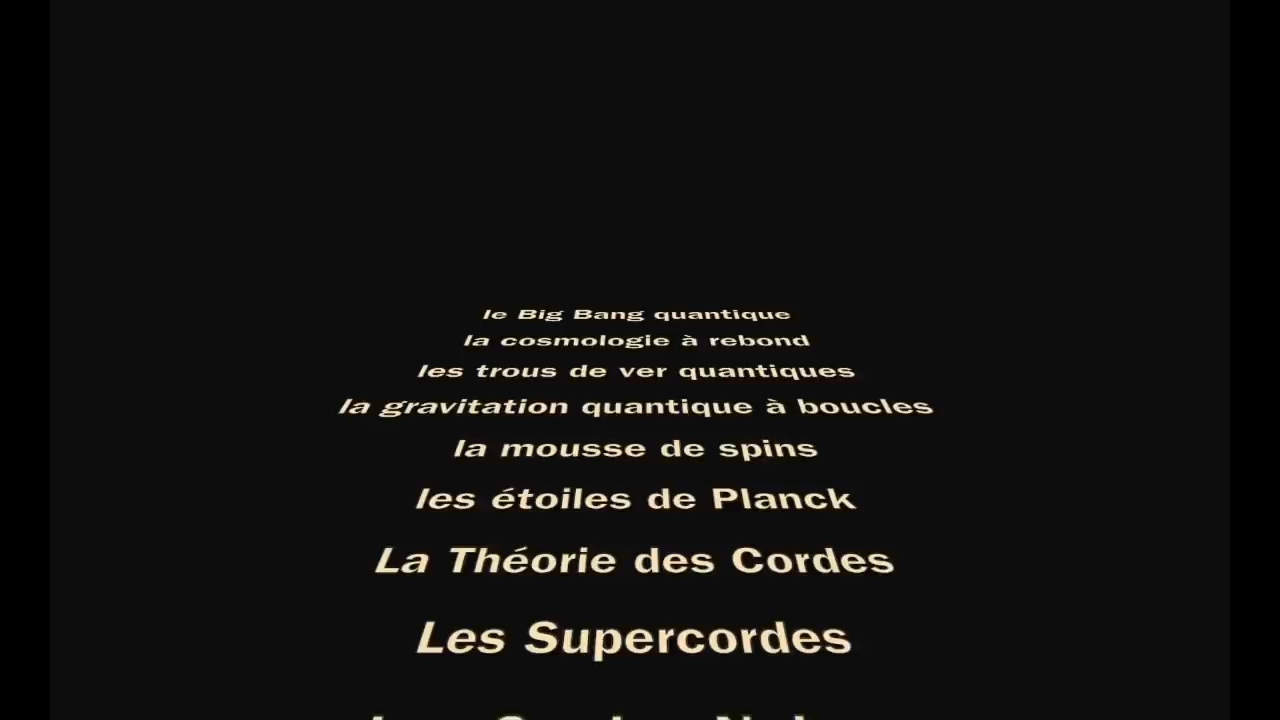 le Big Bang quantique
la cosmologie à rebond
les trous de ver quantiques
la gravitation quantique à boucles
la mousse de spins
les étoiles de Planck
La Théorie des Cordes
Les Supercordes